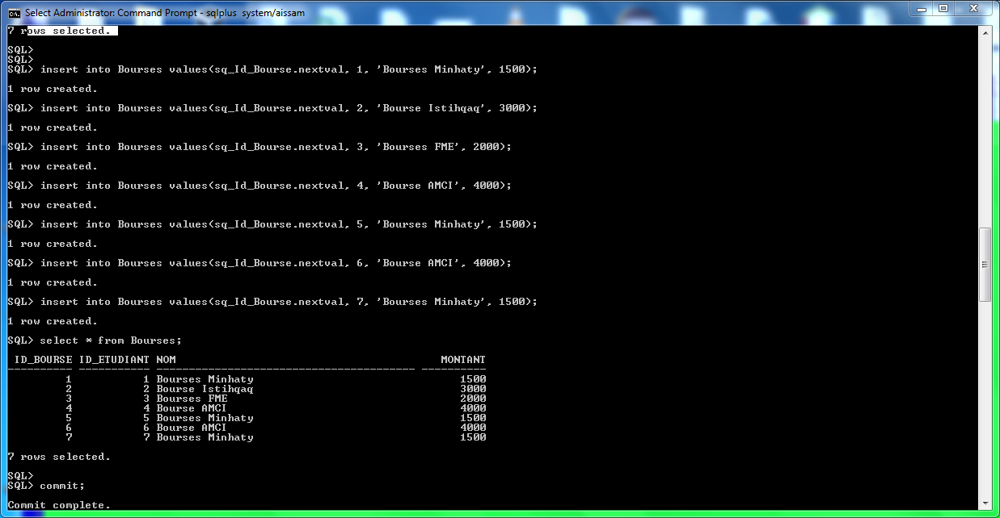 Select Administrator: Command Prompt - sqlplus system/aissam
7 rows selected.
SQL>
SQL>
SQL> insert into Bourses values(sq_Id_Bourse.nextval, 1, 'Bourses Minhaty', 1500);
1 row created.
SQL> insert into Bourses values(sq_Id_Bourse.nextval, 2, 'Bourse Istihqaq', 3000);
1 row created.
SQL> insert into Bourses values(sq_Id_Bourse.nextval, 3, 'Bourses FME', 2000);
1 row created.
SQL> insert into Bourses values(sq_Id_Bourse.nextval, 4, 'Bourse AMCI', 4000);
1 row created.
SQL> insert into Bourses values(sq_Id_Bourse.nextval, 5, 'Bourses Minhaty', 1500);
1 row created.
SQL> insert into Bourses values(sq_Id_Bourse.nextval, 6, 'Bourse AMCI', 4000);
1 row created.
SQL> insert into Bourses values(sq_Id_Bourse.nextval, 7, 'Bourses Minhaty', 1500);
1 row created.
SQL> select * from Bourses;
ID_BOURSE ID_ETUDIANT NOM MONTANT
---------- ----------- ---------------------------------------- ----------
1 1 Bourses Minhaty 1500
2 2 Bourse Istihqaq 3000
3 3 Bourses FME 2000
4 4 Bourse AMCI 4000
5 5 Bourses Minhaty 1500
6 6 Bourse AMCI 4000
7 7 Bourses Minhaty 1500
7 rows selected.
SQL>
SQL> commit;
Commit complete.